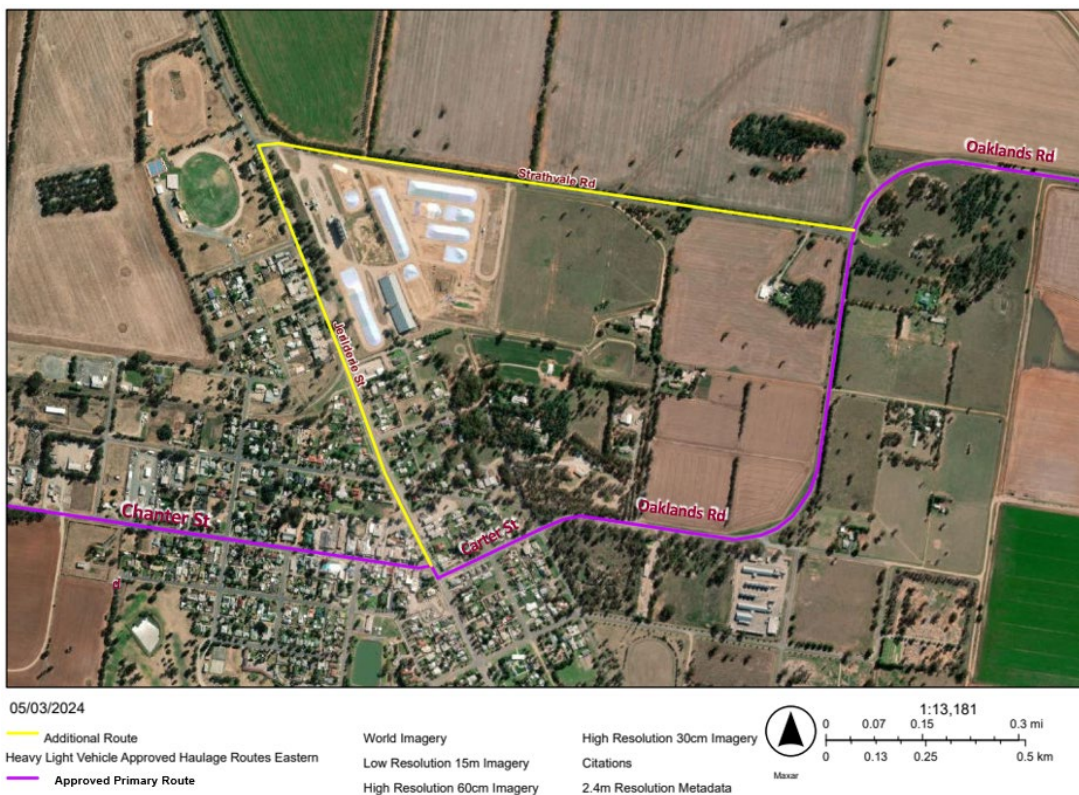 Oaklands Rd
Strathvale Rd
Jerilderie St
Chanter St
Carter St
Oaklands Rd
05/03/2024
1:13,181
Additional Route
World Imagery
High Resolution 30cm Imagery
0 0.07 0.15 0.3 mi
Heavy Light Vehicle Approved Haulage Routes Eastern
Low Resolution 15m Imagery
Citations
0 0.13 0.25 0.5 km
Approved Primary Route
High Resolution 60cm Imagery
2.4m Resolution Metadata
Maxar